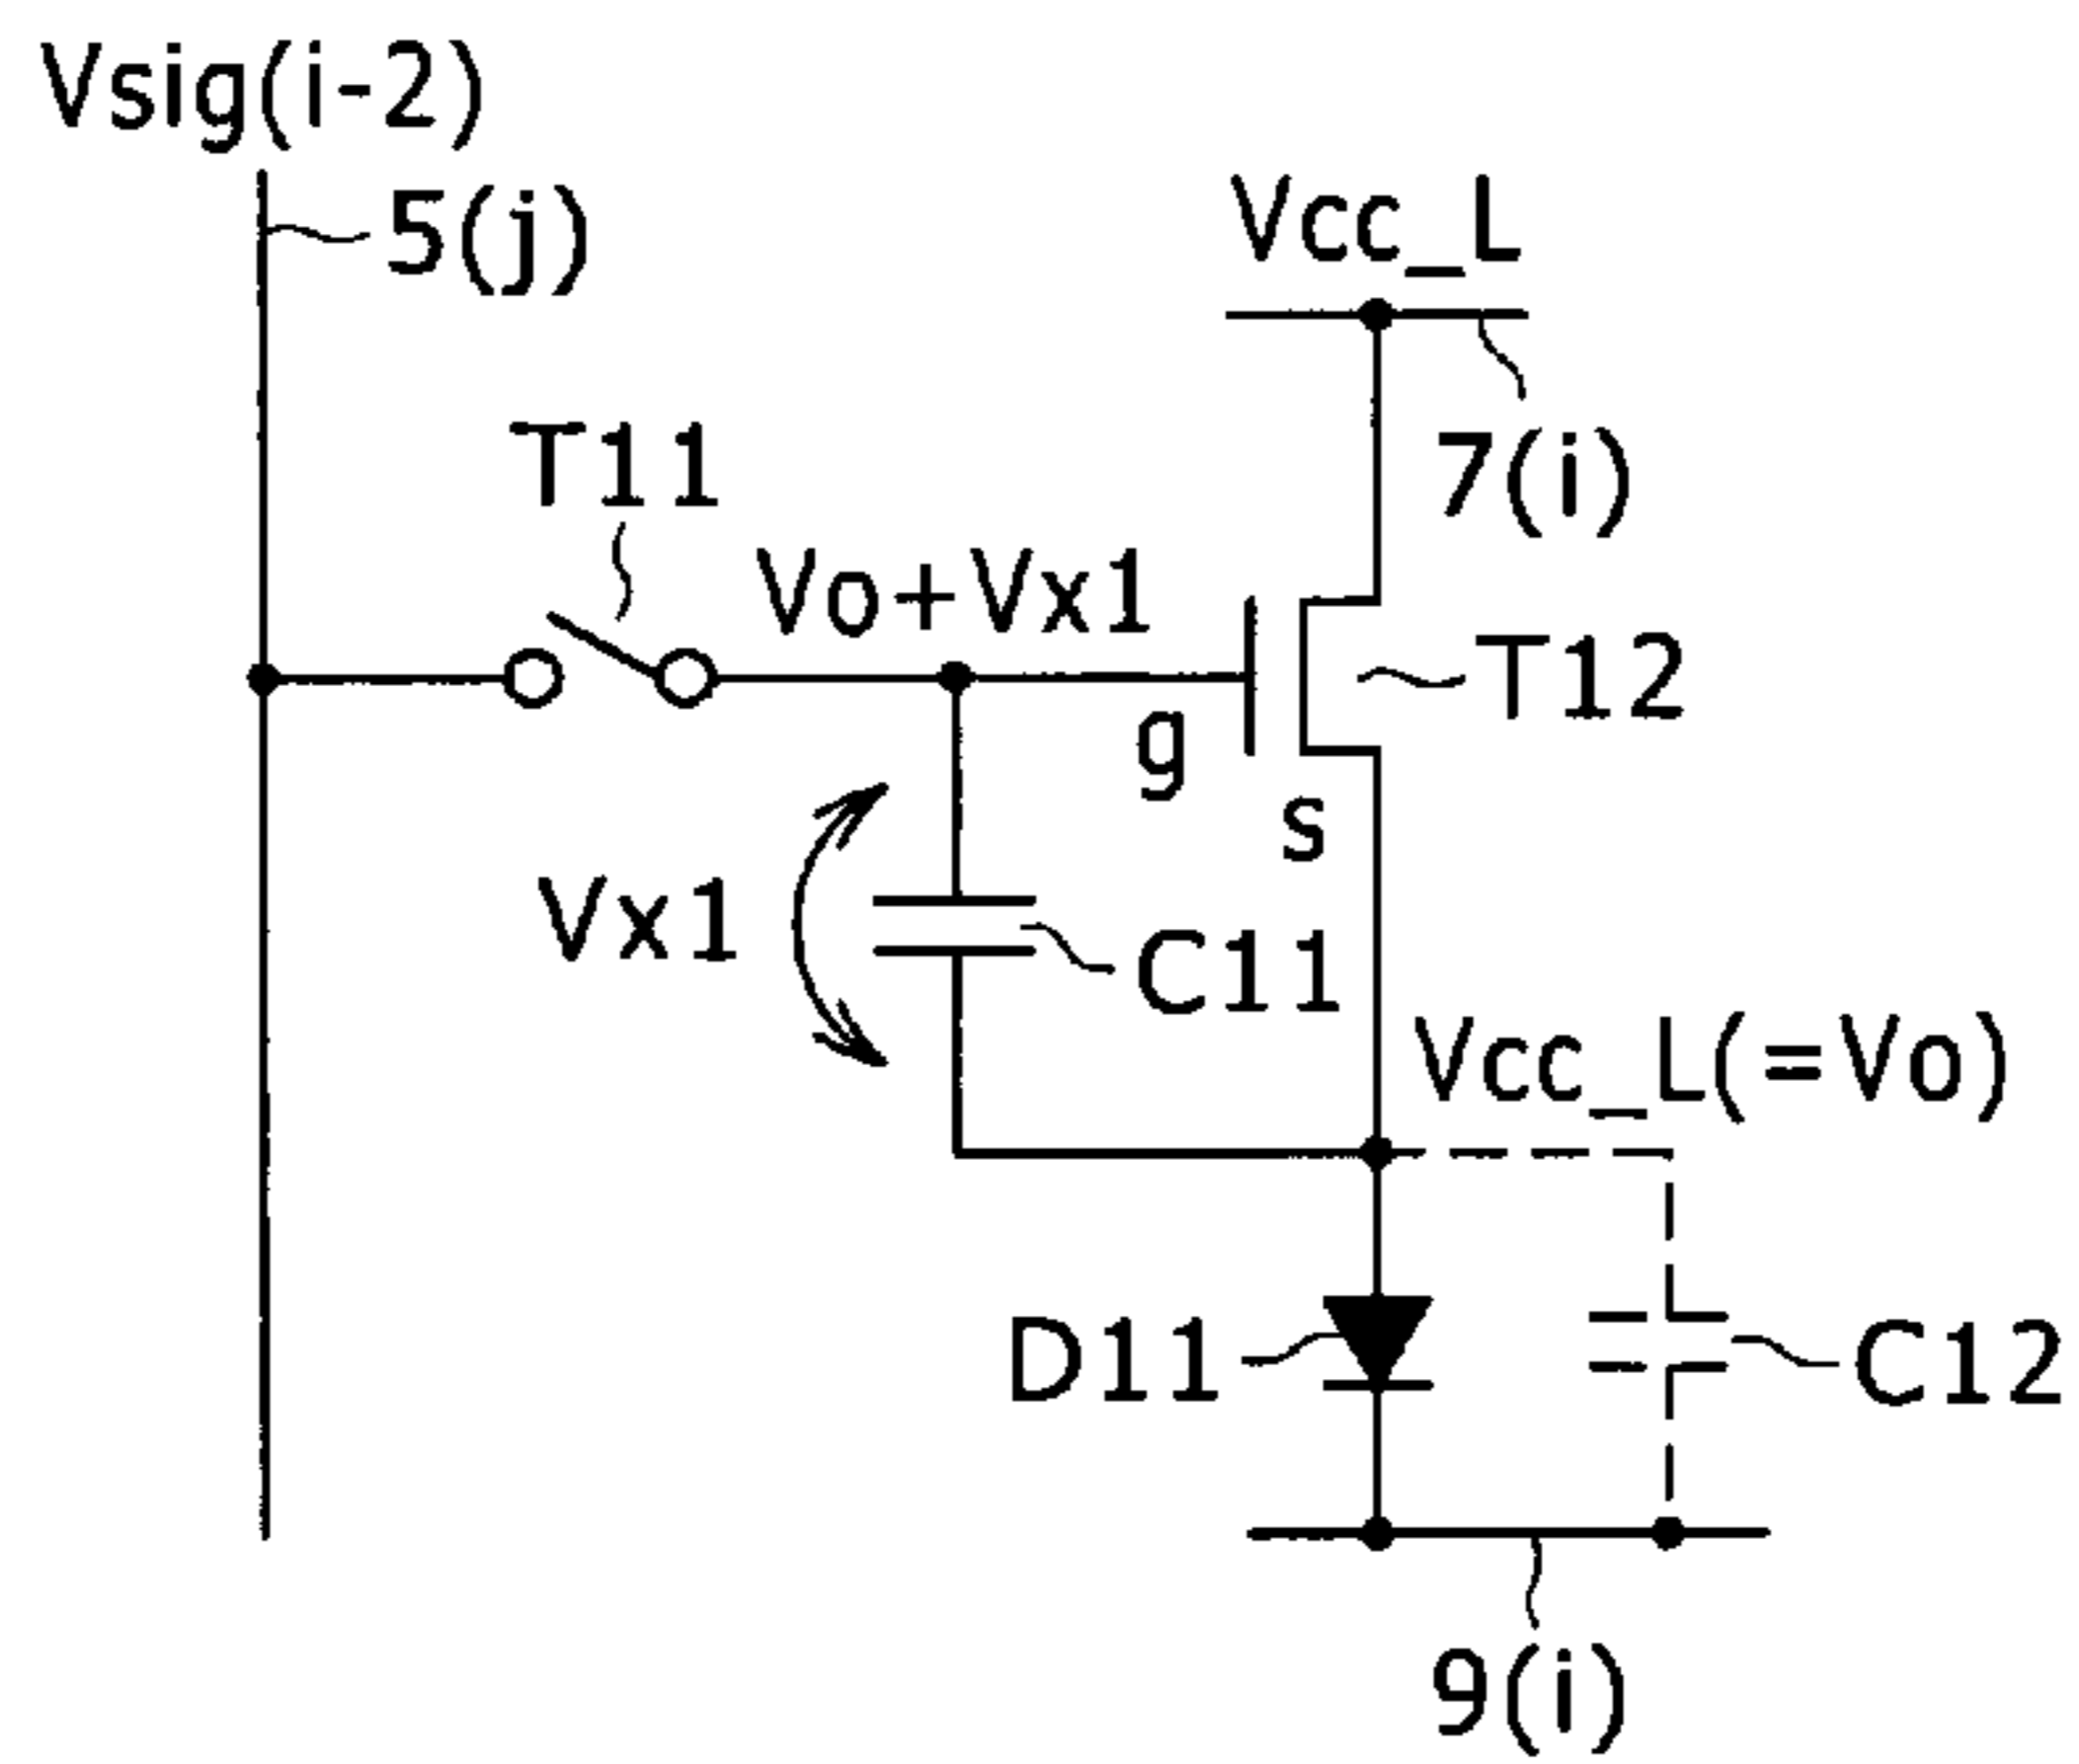 Vsig(i-2)
5(j)
Vcc_L
7(i)
T11
Vo+Vx1
T12
g
s
Vx1
C11
Vcc_L(=Vo)
D11
C12
9(i)